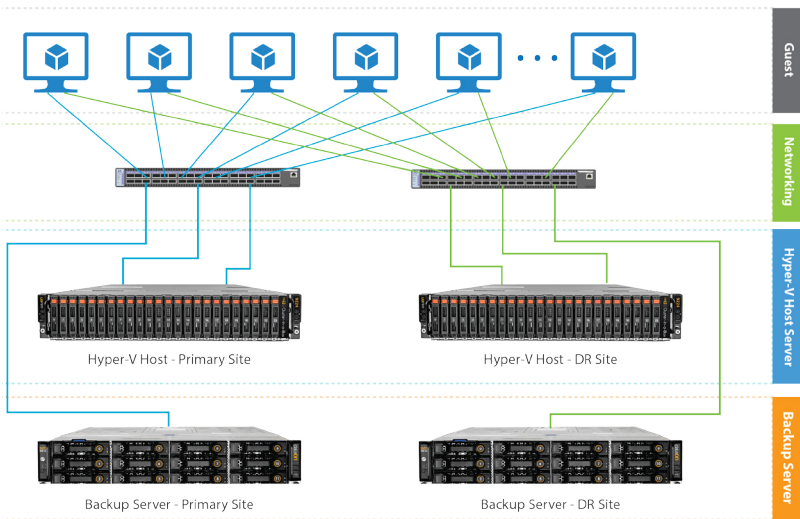 Guest
Networking
Hyper-V Host Server
Hyper-V Host - Primary Site
Hyper-V Host - DR Site
Backup Server
Backup Server - Primary Site
Backup Server - DR Site